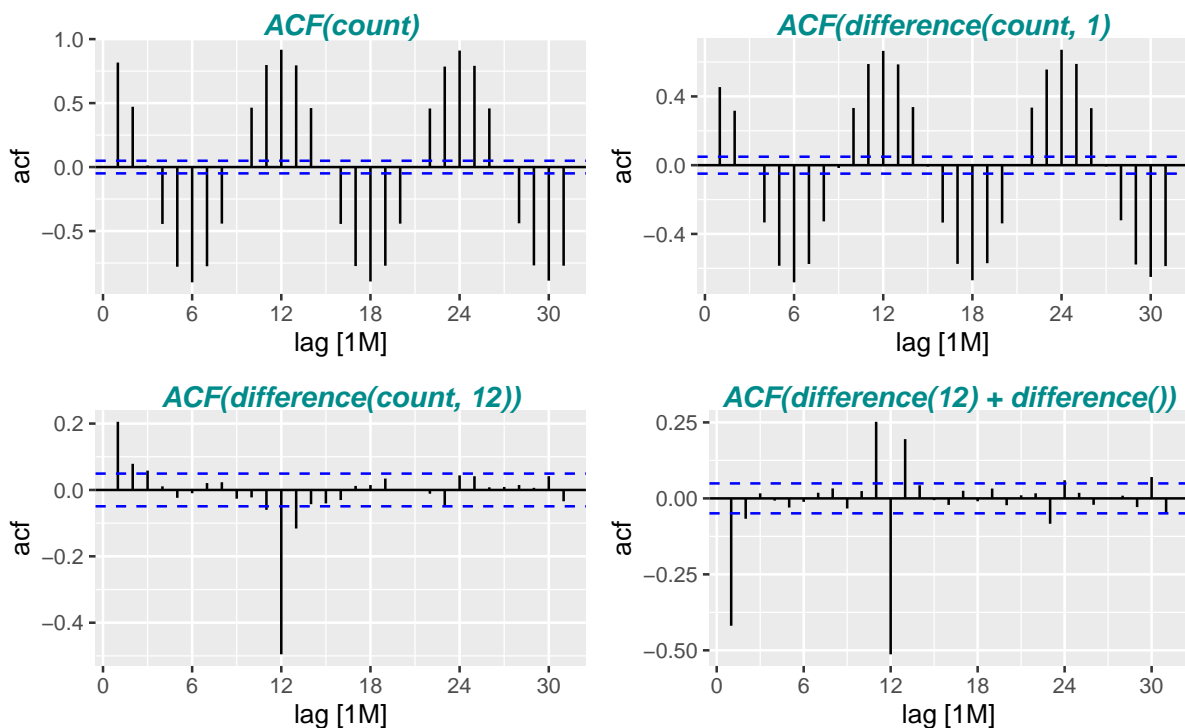 ACF(count)
acf
1.0
0.5
0.0
−0.5
0 6 12 18 24 30
lag [1M]
ACF(difference(count, 1)
acf
0.4
0.0
−0.4
0 6 12 18 24 30
lag [1M]
ACF(difference(count, 12))
acf
0.2
0.0
−0.2
−0.4
0 6 12 18 24 30
lag [1M]
ACF(difference(12) + difference())
acf
0.25
0.00
−0.25
−0.50
0 6 12 18 24 30
lag [1M]